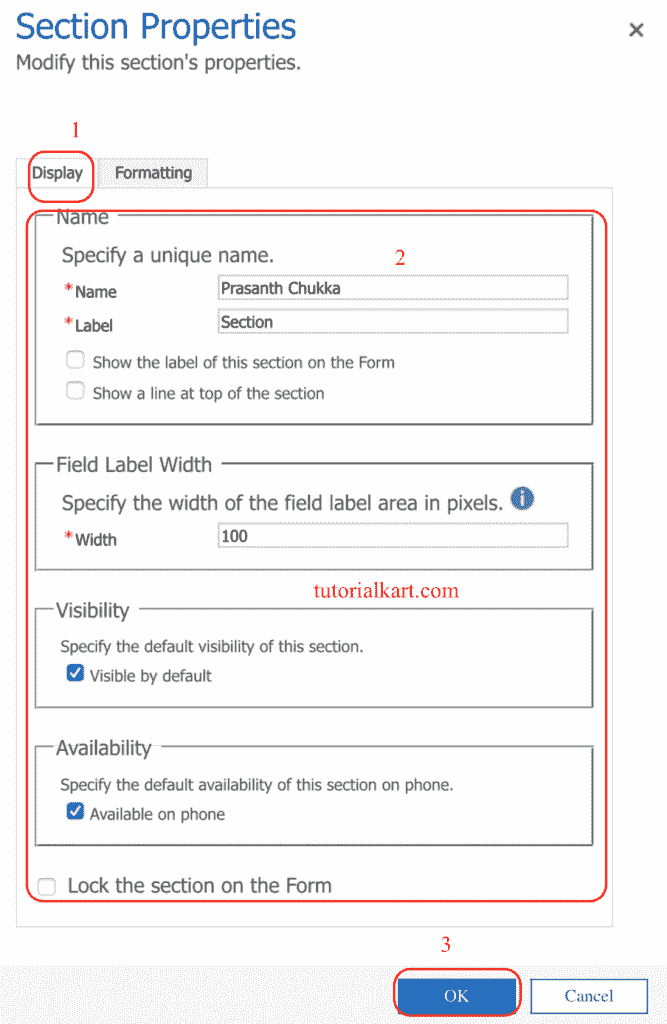 Section Properties
Modify this section's properties.
1
Display Formatting
Name
Specify a unique name.
2
*Name Prasanth Chukka
*Label Section
Show the label of this section on the Form
Show a line at top of the section
Field Label Width
Specify the width of the field label area in pixels.
*Width 100
tutorialkart.com
Visibility
Specify the default visibility of this section.
Visible by default
Availability
Specify the default availability of this section on phone.
Available on phone
Lock the section on the Form
3
OK Cancel